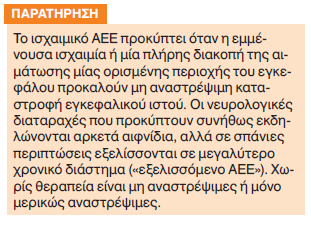 ΠΑΡΑΤΗΡΗΣΗ
Το ισχαιμικό ΑΕΕ προκύπτει όταν η εμμέ-
νουσα ισχαιμία ή μία πλήρης διακοπή της αι-
μάτωσης μίας ορισμένης περιοχής του εγκε-
φάλου προκαλούν μη αναστρέψιμη κατα-
στροφή εγκεφαλικού ιστού. Οι νευρολογικές
διαταραχές που προκύπτουν συνήθως εκδη-
λώνονται αρκετά αιφνίδια, αλλά σε σπάνιες
περιπτώσεις εξελίσσονται σε μεγαλύτερο
χρονικό διάστημα («εξελισσόμενο ΑΕΕ»). Χω-
ρίς θεραπεία είναι μη αναστρέψιμες ή μόνο
μερικώς αναστρέψιμες.